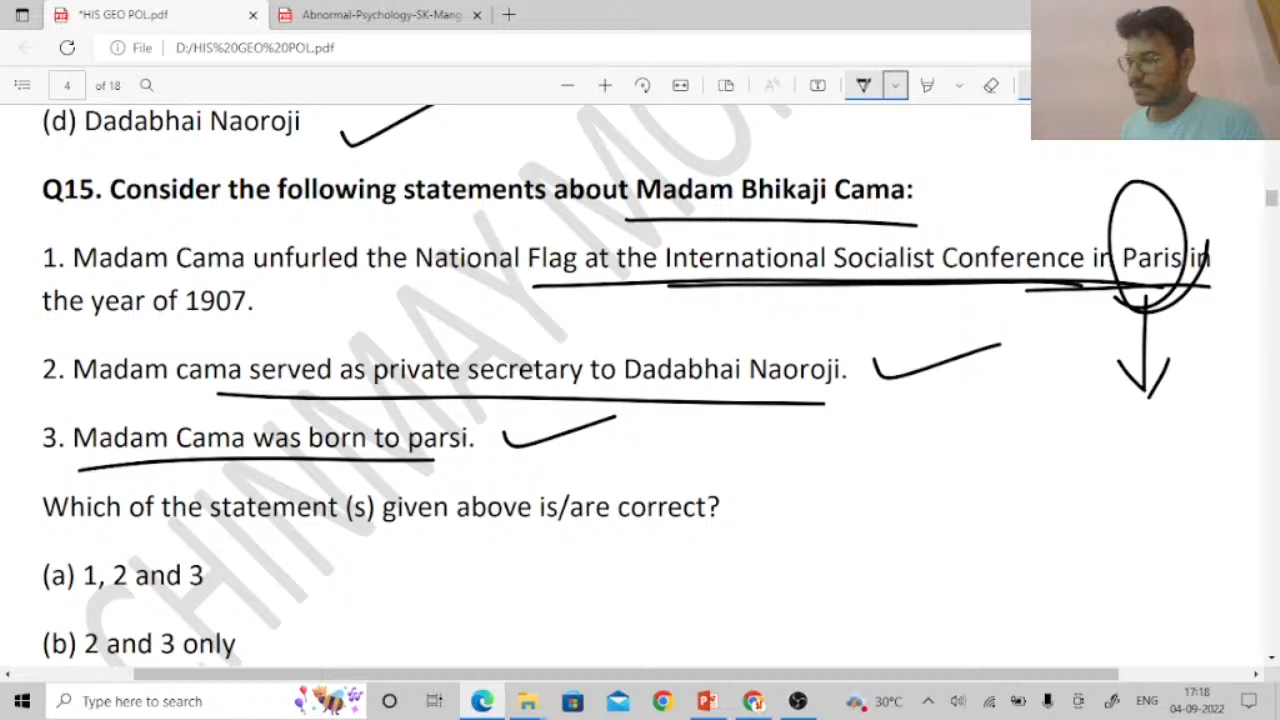 *HIS GEO POL.pdf
Abnormal-Psychology-SK-Mang
File
D:/HIS%20GEO%20POL.pdf
4
of 18
(d) Dadabhai Naoroji
Q15. Consider the following statements about Madam Bhikaji Cama:
1. Madam Cama unfurled the National Flag at the International Socialist Conference in Paris in
the year of 1907.
2. Madam cama served as private secretary to Dadabhai Naoroji.
3. Madam Cama was born to parsi.
Which of the statement (s) given above is/are correct?
(a) 1, 2 and 3
(b) 2 and 3 only
Type here to search
30°C
ENG
17:18
04-09-2022